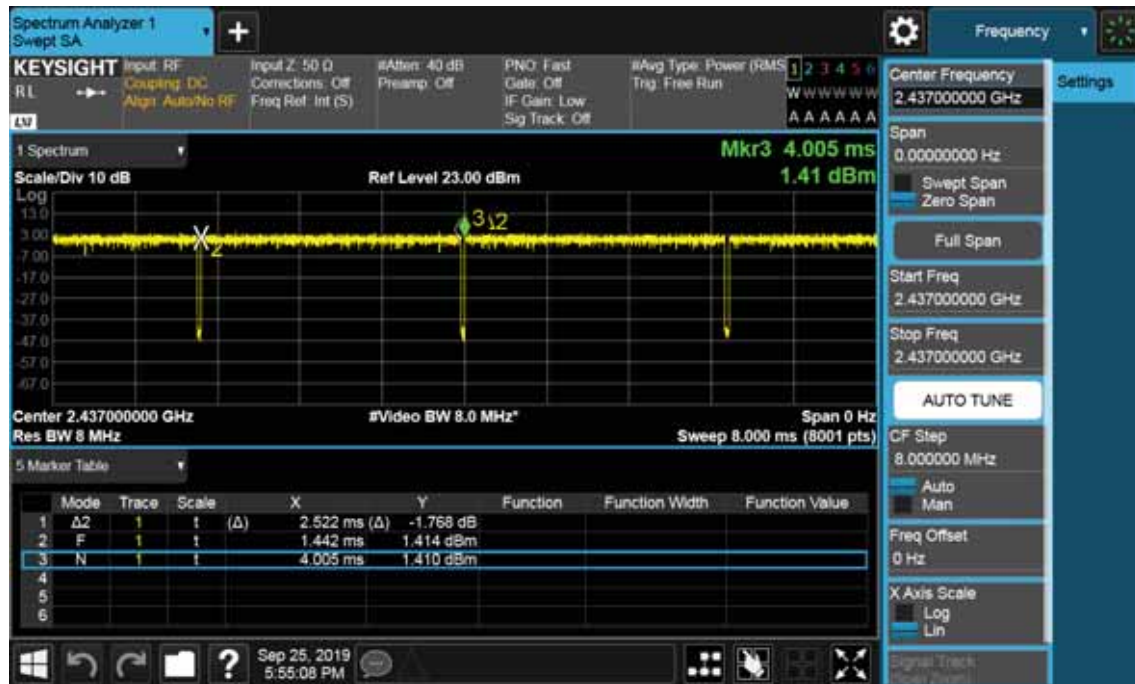 Spectrum Analyzer 1
Swept SA
+
Frequency
KEYSIGHT
RL
Input: RF
Coupling: DC
Align: Auto/No RF
Input Z: 50 Ω
Corrections: Off
Freq Ref: Int (S)
#Atten: 40 dB
Preamp: Off
PNO: Fast
Gate: Off
IF Gain: Low
Sig Track: Off
#Avg Type: Power (RMS
Trig: Free Run
1 2 3 4 5 6
W W W W W W
A A A A A A
Center Frequency
2.437000000 GHz
Settings
1 Spectrum
Scale/Div 10 dB
Ref Level 23.00 dBm
Mkr3 4.005 ms
1.41 dBm
Log
13.0
3.00
-7.00
-17.0
-27.0
-37.0
-47.0
-57.0
-67.0
2
3
Δ2
Center 2.437000000 GHz
Res BW 8 MHz
#Video BW 8.0 MHz*
Span 0 Hz
Sweep 8.000 ms (8001 pts)
Span
0.00000000 Hz
Swept Span
Zero Span
Full Span
Start Freq
2.437000000 GHz
Stop Freq
2.437000000 GHz
AUTO TUNE
CF Step
8.000000 MHz
Auto
Man
Freq Offset
0 Hz
X Axis Scale
Log
Lin
Signal Track
5 Marker Table
Mode Trace Scale X Y Function Function Width Function Value
1 Δ2 1 t (Δ) 2.522 ms (Δ) -1.768 dB
2 F 1 t 1.442 ms 1.414 dBm
3 N 1 t 4.005 ms 1.410 dBm
4
5
6
?
Sep 25, 2019
5:55:08 PM